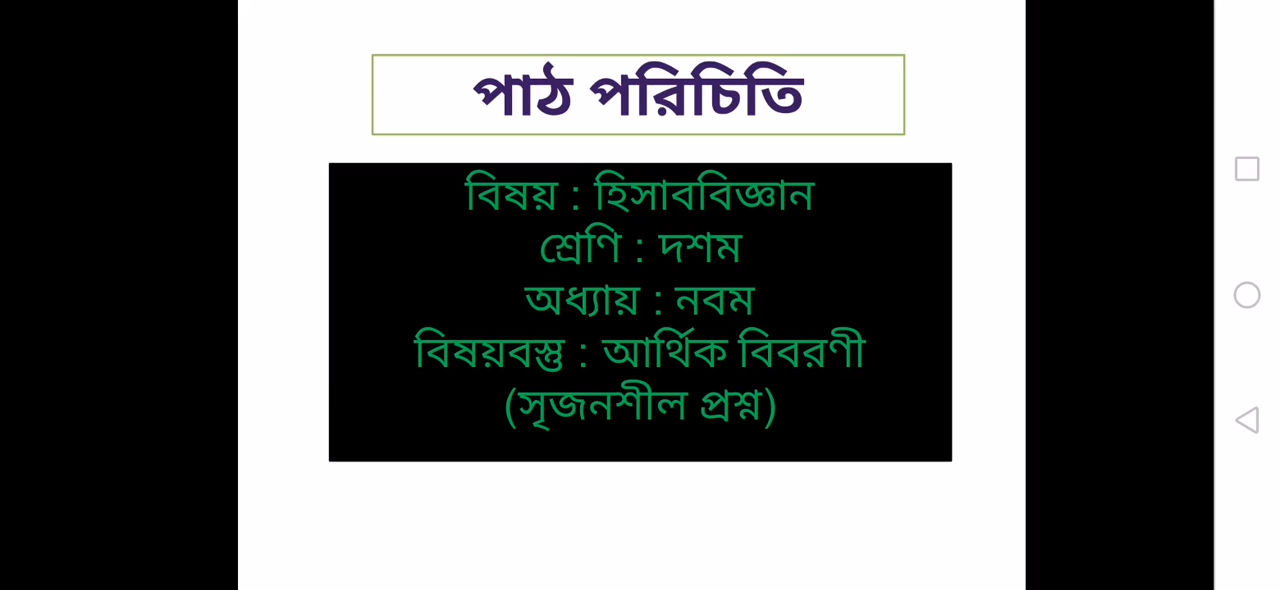 পাঠ পরিচিতি
বিষয় : হিসাববিজ্ঞান
শ্রেণি : দশম
অধ্যায় : নবম
বিষয়বস্তু : আর্থিক বিবরণী
(সৃজনশীল প্রশ্ন)